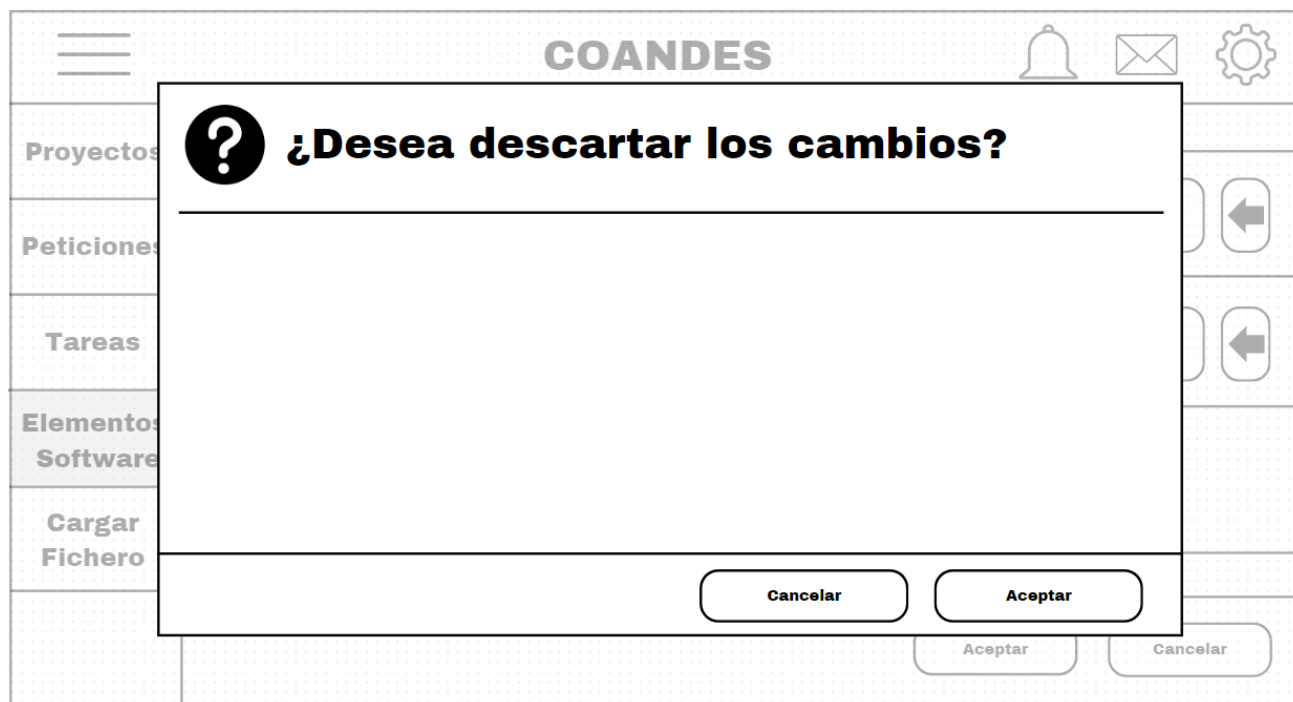 COANDES
Proyectos
Peticiones
Tareas
Elementos
Software
Cargar
Fichero
¿Desea descartar los cambios?
Cancelar
Aceptar
Aceptar
Cancelar